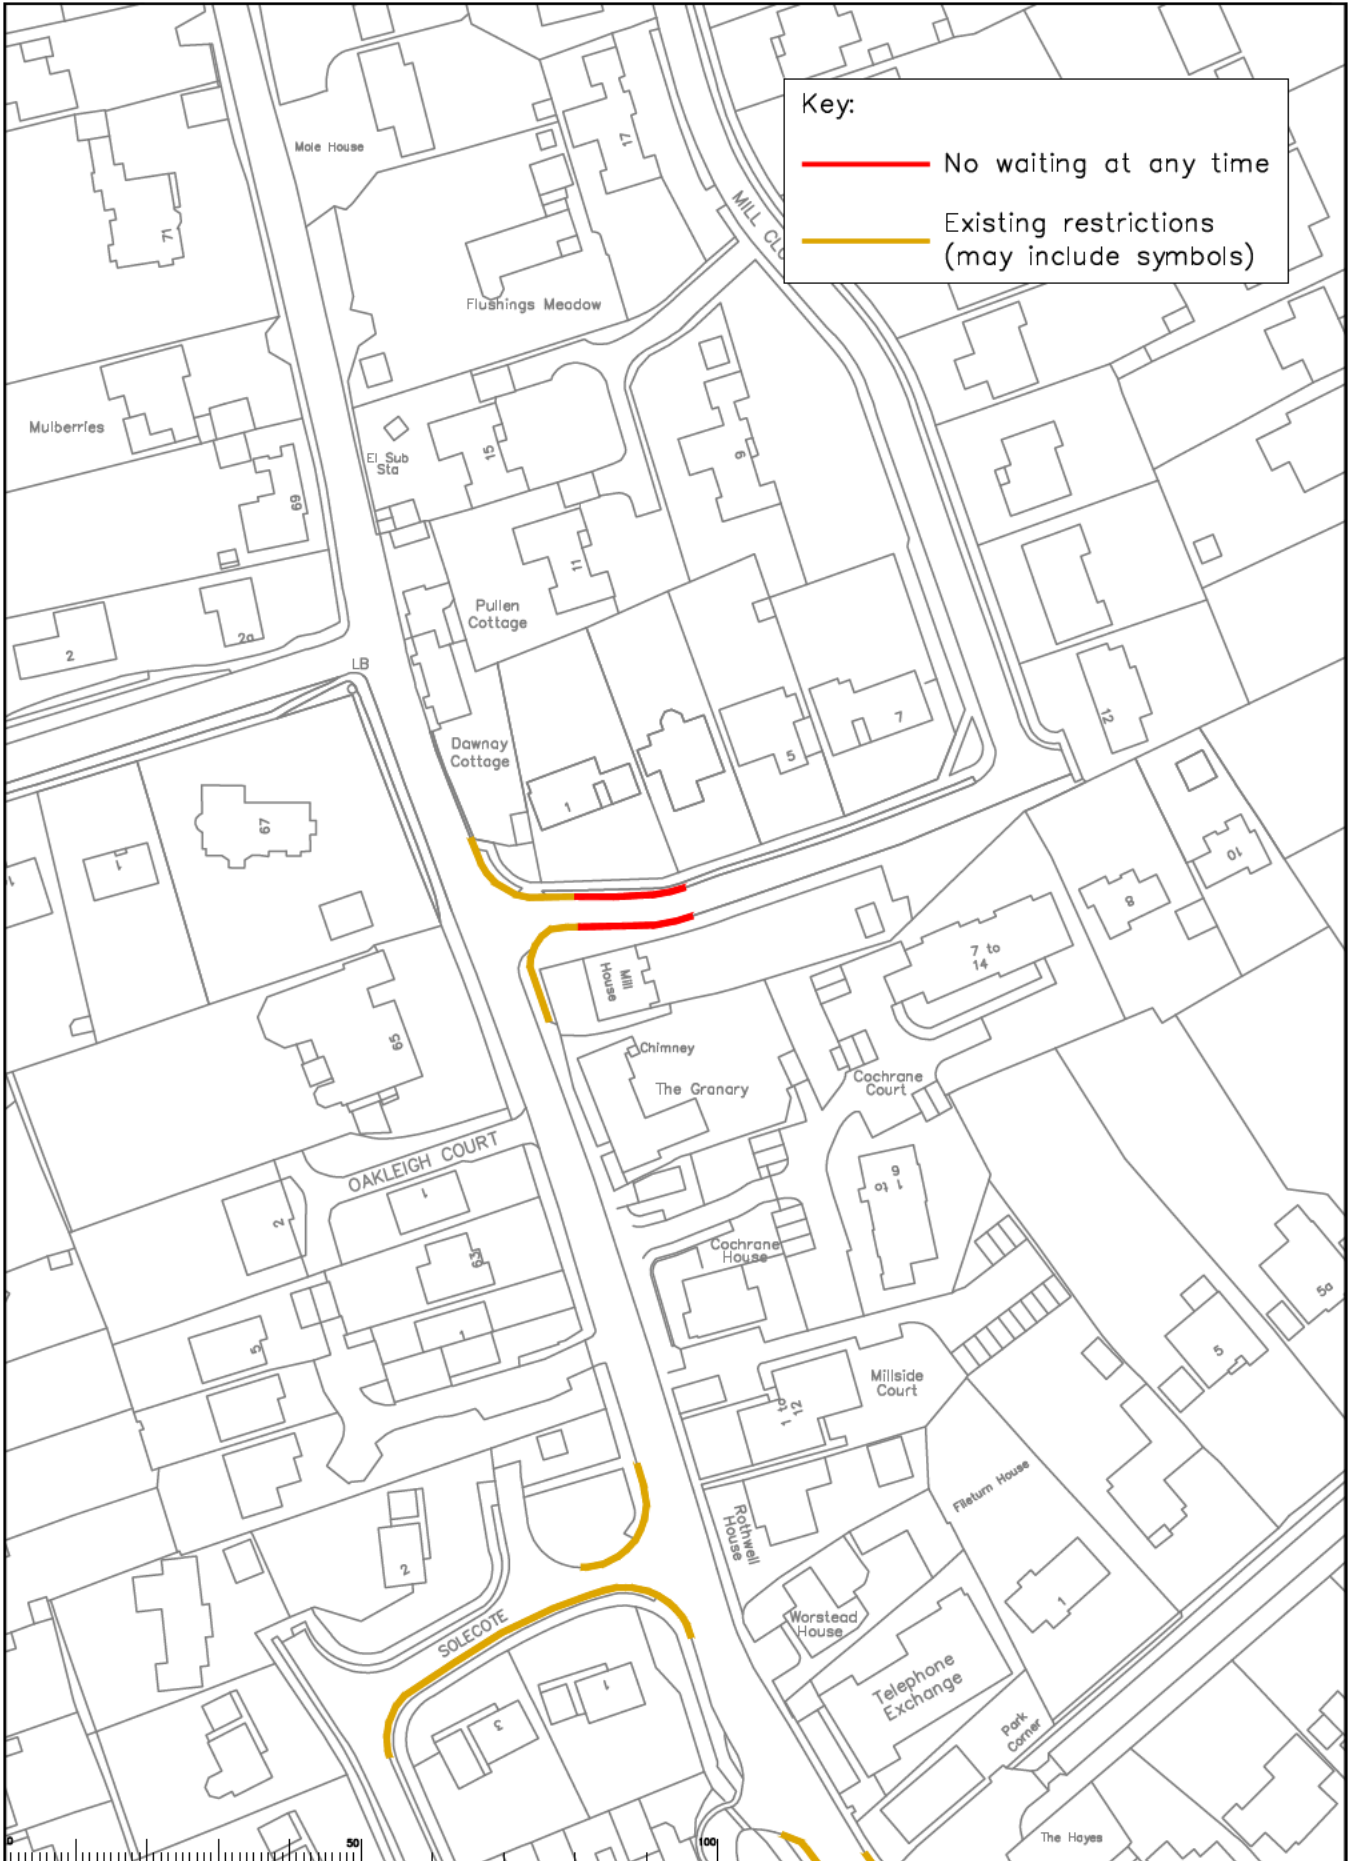 Key:
No waiting at any time
Existing restrictions
(may include symbols)
Mole House
17
MILL CLO
71
Flushings Meadow
Mulberries
El Sub
Sta
15
9
69
11
Pullen
Cottage
2
2a
LB
12
Dawnay
Cottage
7
5
1
67
1
10
8
7 to
14
Mill
House
65
Chimney
The Granary
Cochrane
Court
OAKLEIGH COURT
1
1 to 6
2
Cochrane
House
63
5a
1
5
5
Millside
Court
1 to 12
Fileturn House
Rothwell
House
2
1
SOLECOTE
Worstead
House
Telephone
Exchange
1
3
Park
Corner
The Hayes
0
50
100